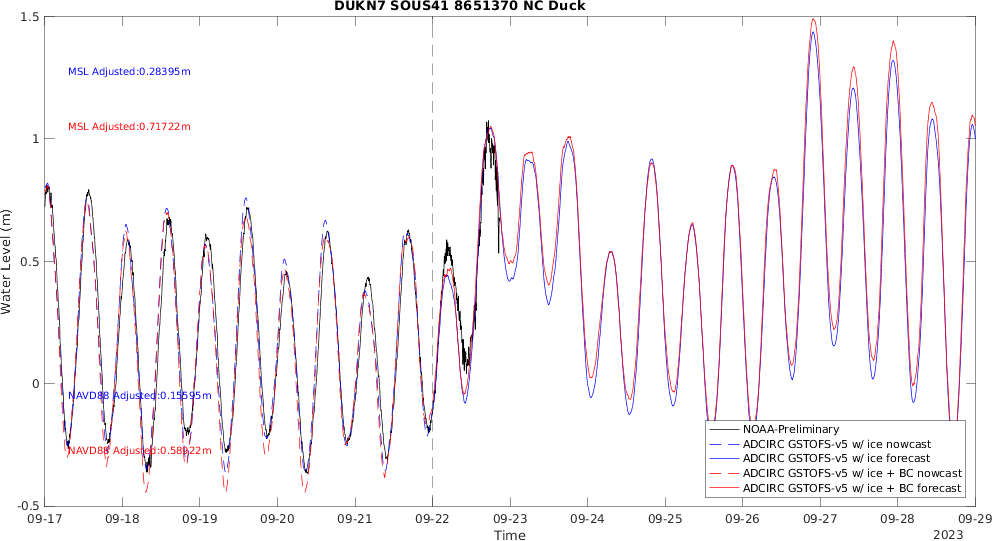 DUKN7 SOUS41 8651370 NC Duck
1.5
MSL Adjusted:0.28395m
MSL Adjusted:0.71722m
1
0.5
Water Level (m)
0
NAVD88 Adjusted:0.15595m
NAVD88 Adjusted:0.58922m
-0.5
NOAA-Preliminary
ADCIRC GSTOFS-v5 w/ ice nowcast
ADCIRC GSTOFS-v5 w/ ice forecast
ADCIRC GSTOFS-v5 w/ ice + BC nowcast
ADCIRC GSTOFS-v5 w/ ice + BC forecast
09-17 09-18 09-19 09-20 09-21 09-22 09-23 09-24 09-25 09-26 09-27 09-28 09-29
Time
2023